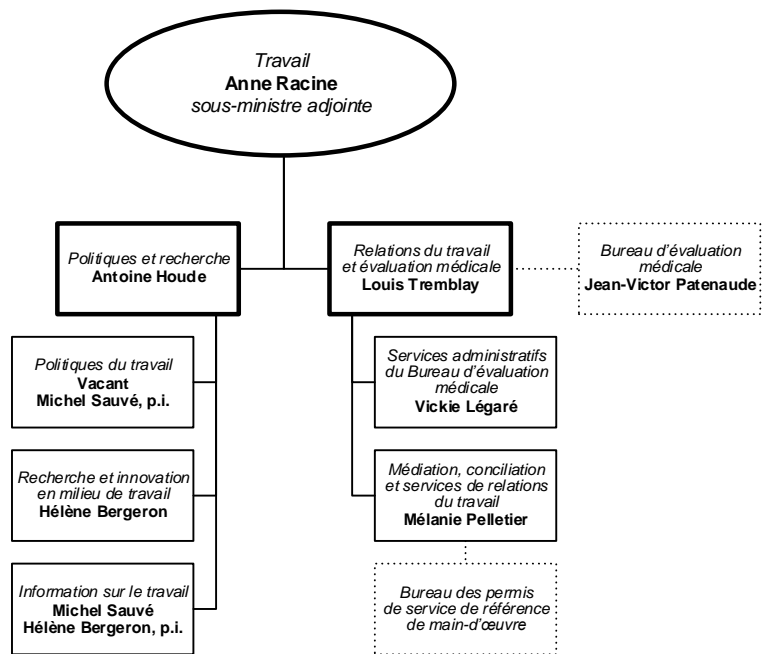 Travail
Anne Racine
sous-ministre adjointe
Politiques et recherche
Antoine Houde
Relations du travail
et évaluation médicale
Louis Tremblay
Bureau d'évaluation
médicale
Jean-Victor Patenaude
Politiques du travail
Vacant
Michel Sauvé, p.i.
Services administratifs
du Bureau d'évaluation
médicale
Vickie Légaré
Recherche et innovation
en milieu de travail
Hélène Bergeron
Médiation, conciliation
et services de relations
du travail
Mélanie Pelletier
Information sur le travail
Michel Sauvé
Hélène Bergeron, p.i.
Bureau des permis
de service de référence
de main-d'œuvre